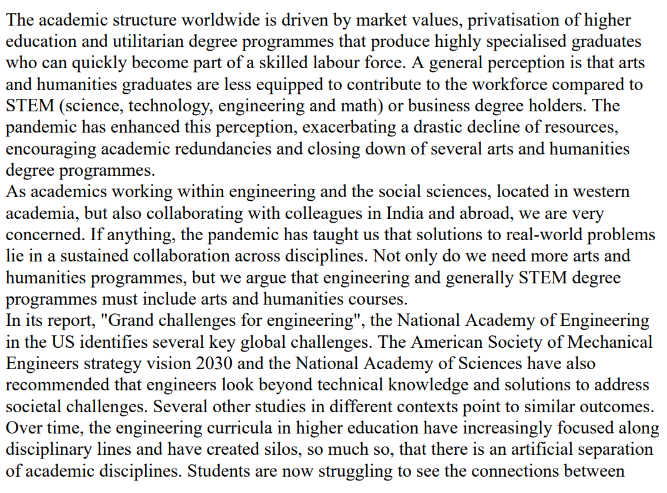 The academic structure worldwide is driven by market values, privatisation of higher
education and utilitarian degree programmes that produce highly specialised graduates
who can quickly become part of a skilled labour force. A general perception is that arts
and humanities graduates are less equipped to contribute to the workforce compared to
STEM (science, technology, engineering and math) or business degree holders. The
pandemic has enhanced this perception, exacerbating a drastic decline of resources,
encouraging academic redundancies and closing down of several arts and humanities
degree programmes.
As academics working within engineering and the social sciences, located in western
academia, but also collaborating with colleagues in India and abroad, we are very
concerned. If anything, the pandemic has taught us that solutions to real-world problems
lie in a sustained collaboration across disciplines. Not only do we need more arts and
humanities programmes, but we argue that engineering and generally STEM degree
programmes must include arts and humanities courses.
In its report, "Grand challenges for engineering", the National Academy of Engineering
in the US identifies several key global challenges. The American Society of Mechanical
Engineers strategy vision 2030 and the National Academy of Sciences have also
recommended that engineers look beyond technical knowledge and solutions to address
societal challenges. Several other studies in different contexts point to similar outcomes.
Over time, the engineering curricula in higher education have increasingly focused along
disciplinary lines and have created silos, so much so, that there is an artificial separation
of academic disciplines. Students are now struggling to see the connections between